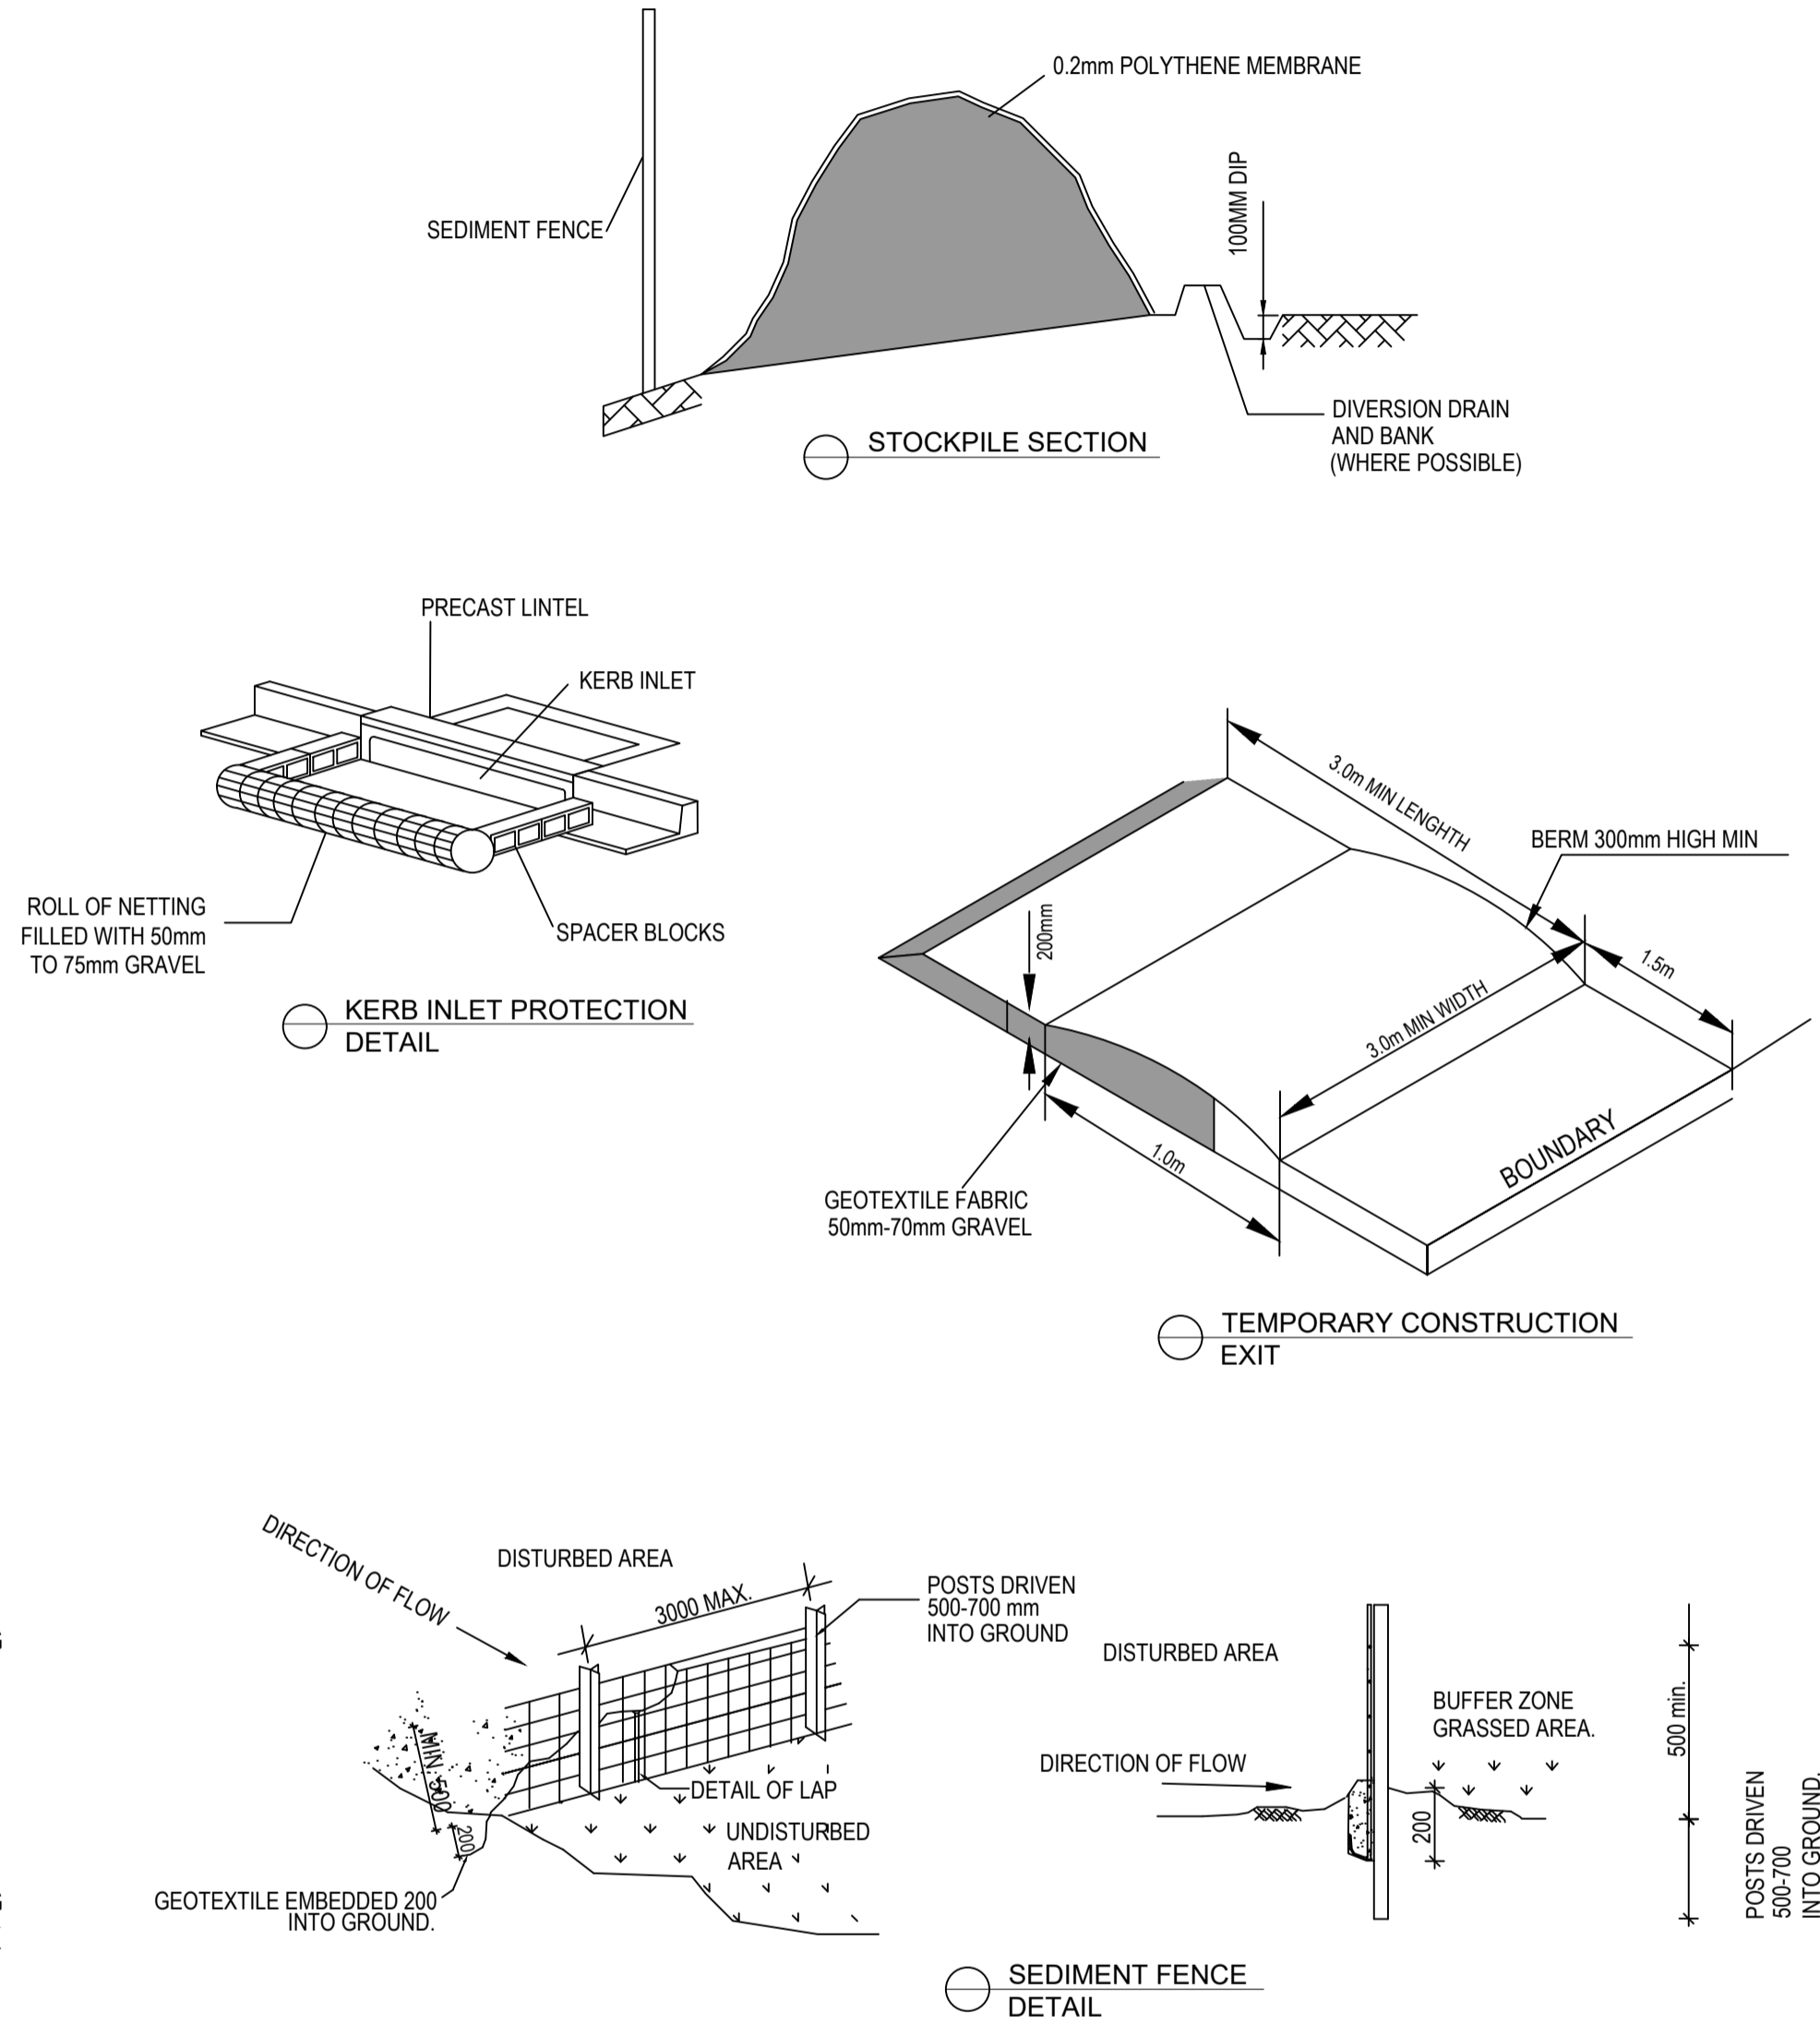 0.2mm POLYTHENE MEMBRANE
100MM DIP
SEDIMENT FENCE
DIVERSION DRAIN
AND BANK
(WHERE POSSIBLE)
STOCKPILE SECTION
PRECAST LINTEL
KERB INLET
ROLL OF NETTING
FILLED WITH 50mm
TO 75mm GRAVEL
SPACER BLOCKS
KERB INLET PROTECTION
DETAIL
3.0m MIN LENGHTH
BERM 300mm HIGH MIN
200mm
1.5m
3.0m MIN WIDTH
1.0m
BOUNDARY
GEOTEXTILE FABRIC
50mm-70mm GRAVEL
TEMPORARY CONSTRUCTION
EXIT
DIRECTION OF FLOW
DISTURBED AREA
3000 MAX.
POSTS DRIVEN
500-700 mm
INTO GROUND
MIN. 500
200
DETAIL OF LAP
UNDISTURBED
AREA
GEOTEXTILE EMBEDDED 200
INTO GROUND.
DISTURBED AREA
BUFFER ZONE
GRASSED AREA.
DIRECTION OF FLOW
200
500 min.
POSTS DRIVEN
500-700
INTO GROUND.
SEDIMENT FENCE
DETAIL